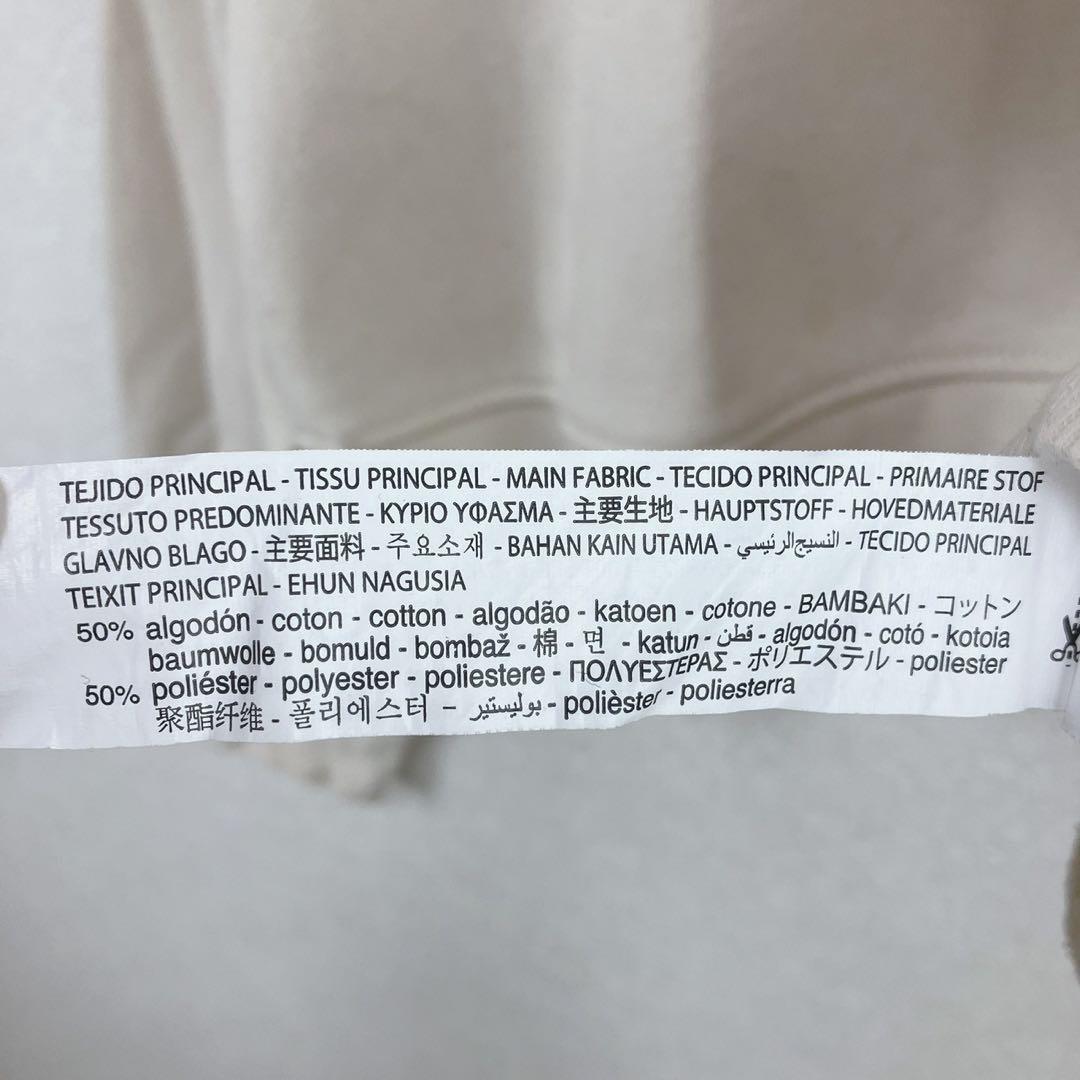 TEJIDO PRINCIPAL - TISSU PRINCIPAL - MAIN FABRIC - TECIDO PRINCIPAL - PRIMAIRE STOF
TESSUTO PREDOMINANTE - ΚΥΡΙΟ ΥΦΑΣΜΑ - 主要生地 - HAUPTSTOFF - HOVEDMATERIALE
GLAVNO BLAGO - 主要面料 - 주요소재 - BAHAN KAIN UTAMA - النسيج الرئيسي - TECIDO PRINCIPAL
TEIXIT PRINCIPAL - EHUN NAGUSIA
50% algodón - coton - cotton - algodão - katoen - cotone - BAMBAKI - コットン
baumwolle - bomuld - bombaž - 棉 - 면 - katun - قطن - algodón - cotó - kotoia
50% poliéster - polyester - poliestere - ΠΟΛΥΕΣΤΕΡΑΣ - ポリエステル - poliester
聚酯纤维 - 폴리에스터 - بوليستير - polièster - poliesterra